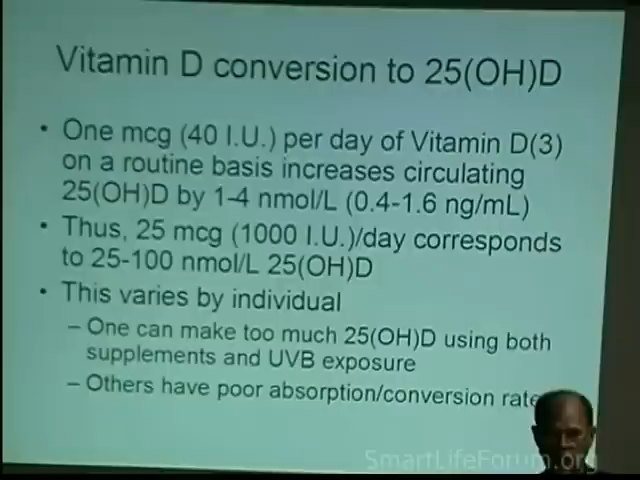 Vitamin D conversion to 25(OH)D
• One mcg (40 I.U.) per day of Vitamin D(3)
on a routine basis increases circulating
25(OH)D by 1-4 nmol/L (0.4-1.6 ng/mL)
• Thus, 25 mcg (1000 I.U.)/day corresponds
to 25-100 nmol/L 25(OH)D
• This varies by individual
– One can make too much 25(OH)D using both
supplements and UVB exposure
– Others have poor absorption/conversion rate
SmartLifeForum.org